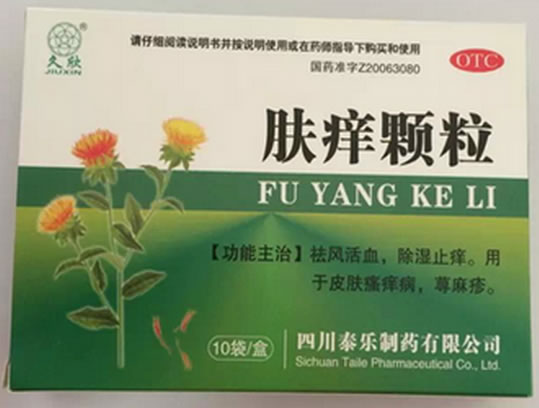 久欣
JIUXIN
请仔细阅读说明书并按说明使用或在药师指导下购买和使用
国药准字Z20063080
OTC
肤痒颗粒
FU YANG KE LI
【功能主治】祛风活血，除湿止痒。用
于皮肤瘙痒病，荨麻疹。
10袋/盒
四川泰乐制药有限公司
Sichuan Taile Pharmaceutical Co., Ltd.